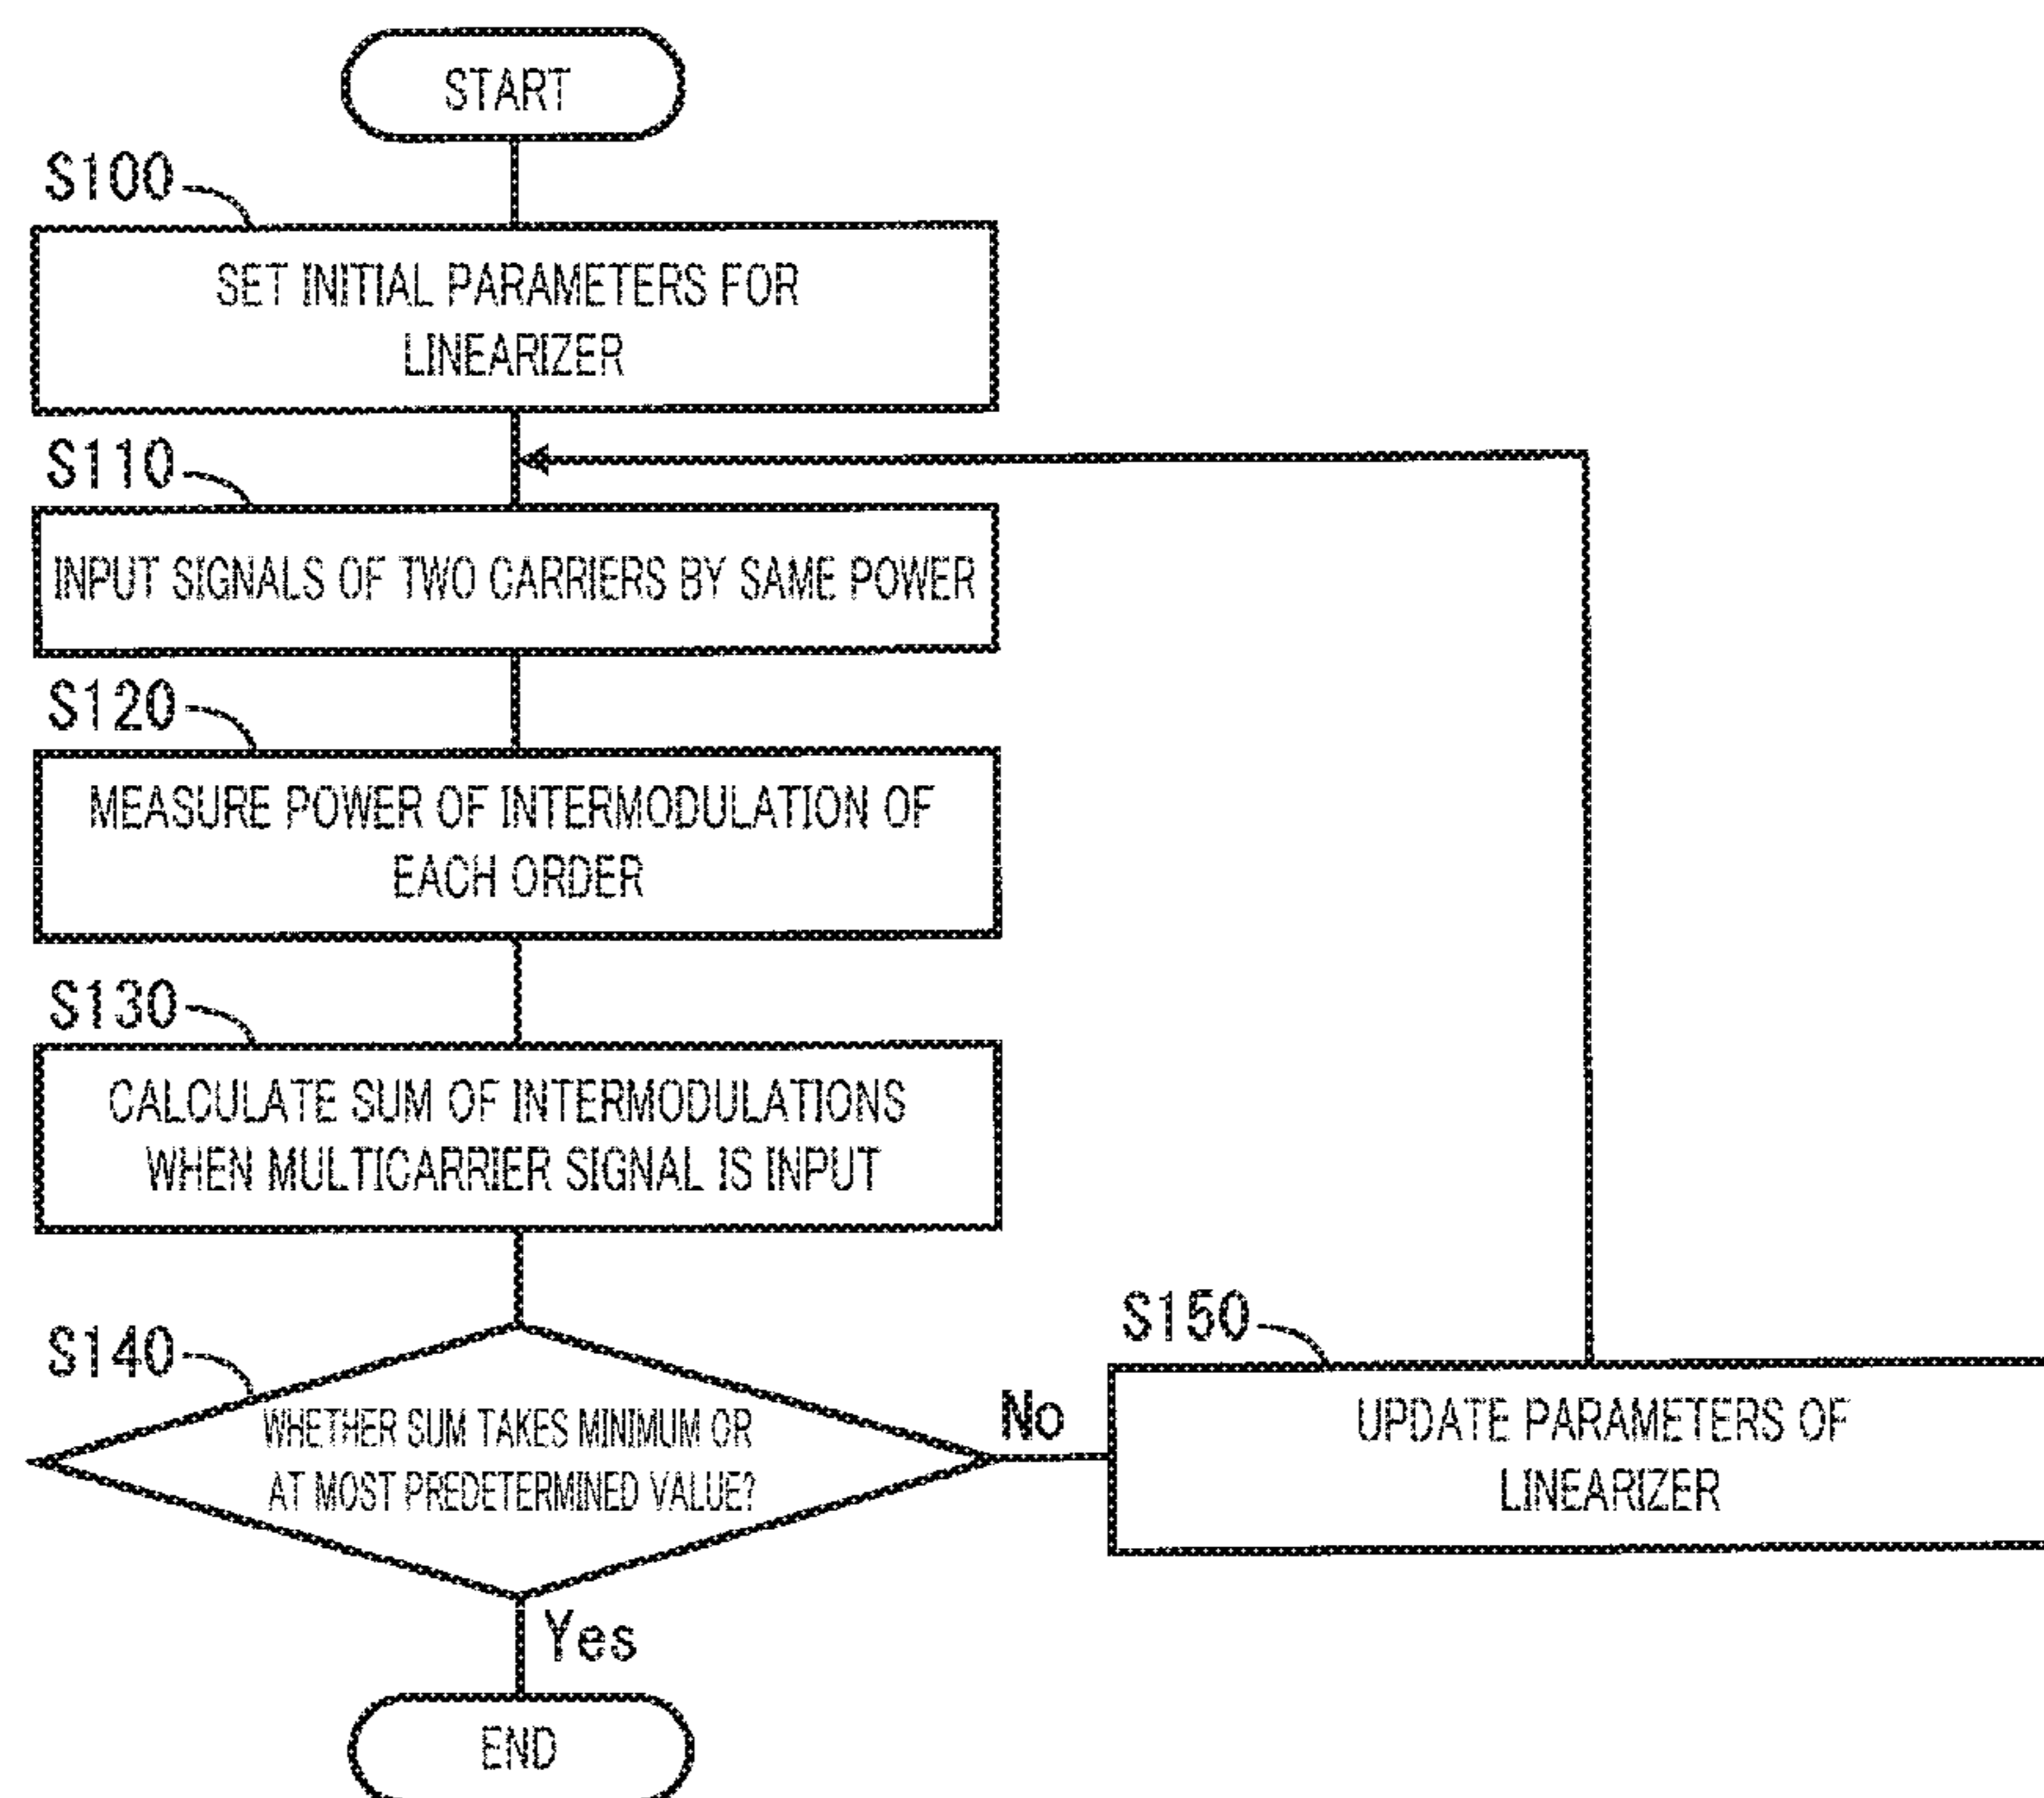 START
S100
SET INITIAL PARAMETERS FOR
LINEARIZER
S110
INPUT SIGNALS OF TWO CARRIERS BY SAME POWER
S120
MEASURE POWER OF INTERMODULATION OF
EACH ORDER
S130
CALCULATE SUM OF INTERMODULATIONS
WHEN MULTICARRIER SIGNAL IS INPUT
S140
WHETHER SUM TAKES MINIMUM OR
AT MOST PREDETERMINED VALUE?
No
S150
UPDATE PARAMETERS OF
LINEARIZER
Yes
END